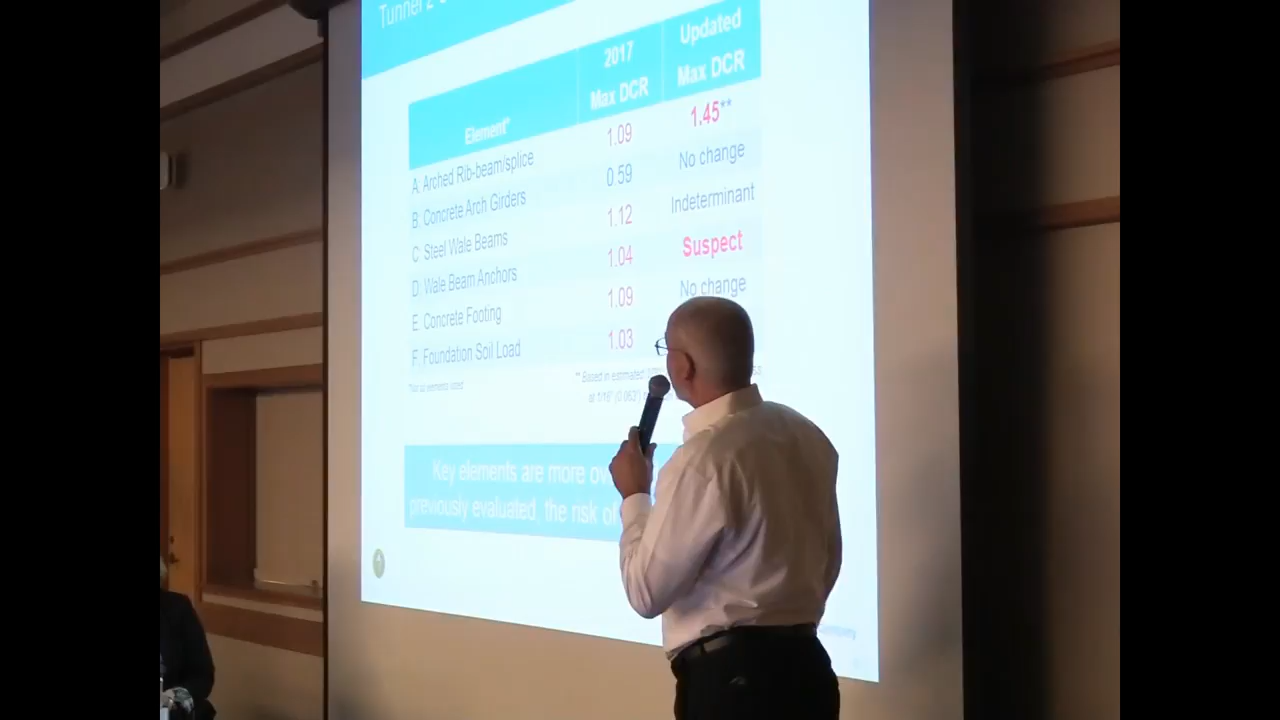 Tunnel 2
Element* 2017 Max DCR Updated Max DCR
A: Arched Rib-beam/splice 1.09 1.45**
B: Concrete Arch Girders 0.59 No change
C: Steel Wale Beams 1.12 Indeterminant
D: Wale Beam Anchors 1.04 Suspect
E: Concrete Footing 1.09 No change
F: Foundation Soil Load 1.03
** Based in estimated
at 1/16" (0.063')
Key elements are more
previously evaluated, the risk of